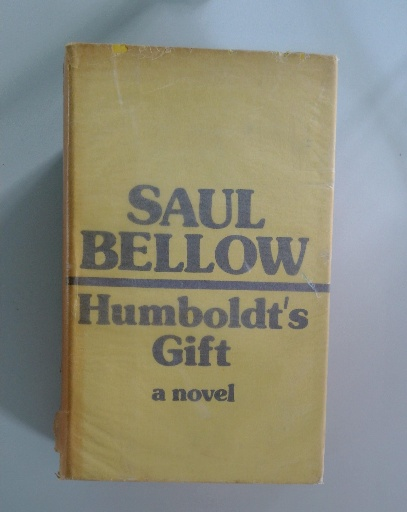 SAUL
BELLOW
Humboldt's
Gift
a novel